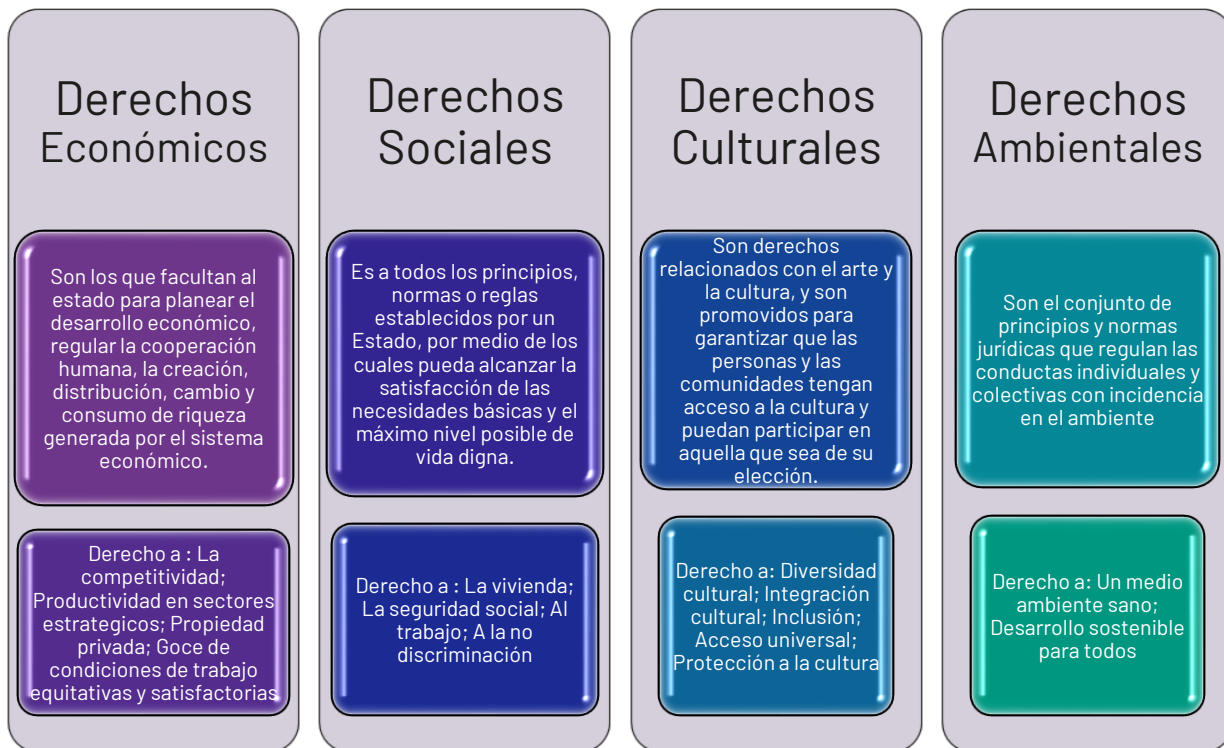 Derechos
Económicos
Son los que facultan al
estado para planear el
desarrollo económico,
regular la cooperación
humana, la creación,
distribución, cambio y
consumo de riqueza
generada por el sistema
económico.
Derecho a : La
competitividad;
Productividad en sectores
estrategicos; Propiedad
privada; Goce de
condiciones de trabajo
equitativas y satisfactorias
Derechos
Sociales
Es a todos los principios,
normas o reglas
establecidos por un
Estado, por medio de los
cuales pueda alcanzar la
satisfacción de las
necesidades básicas y el
máximo nivel posible de
vida digna.
Derecho a : La vivienda;
La seguridad social; Al
trabajo; A la no
discriminación
Derechos
Culturales
Son derechos
relacionados con el arte y
la cultura, y son
promovidos para
garantizar que las
personas y las
comunidades tengan
acceso a la cultura y
puedan participar en
aquella que sea de su
elección.
Derecho a: Diversidad
cultural; Integración
cultural; Inclusión;
Acceso universal;
Protección a la cultura
Derechos
Ambientales
Son el conjunto de
principios y normas
jurídicas que regulan las
conductas individuales y
colectivas con incidencia
en el ambiente
Derecho a: Un medio
ambiente sano;
Desarrollo sostenible
para todos